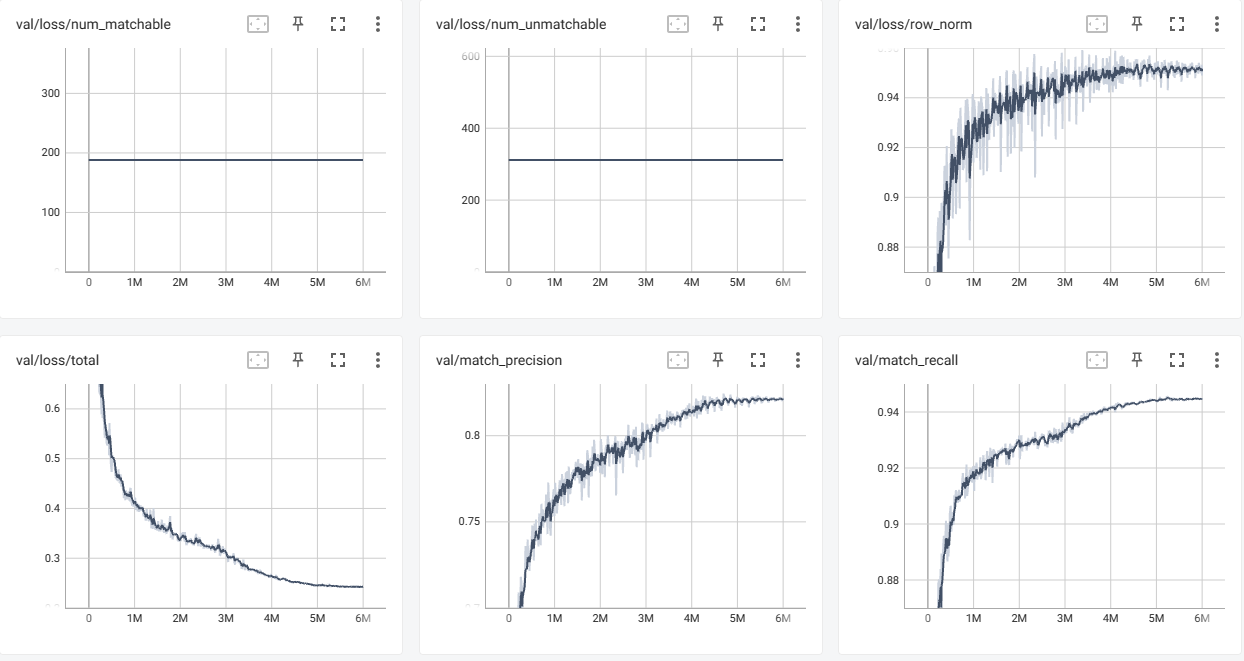 val/loss/num_matchable
300
200
100
0 1M 2M 3M 4M 5M 6M
val/loss/num_unmatchable
600
400
200
0 1M 2M 3M 4M 5M 6M
val/loss/row_norm
0.94
0.92
0.9
0.88
0 1M 2M 3M 4M 5M 6M
val/loss/total
0.6
0.5
0.4
0.3
0 1M 2M 3M 4M 5M 6M
val/match_precision
0.8
0.75
0 1M 2M 3M 4M 5M 6M
val/match_recall
0.94
0.92
0.9
0.88
0 1M 2M 3M 4M 5M 6M